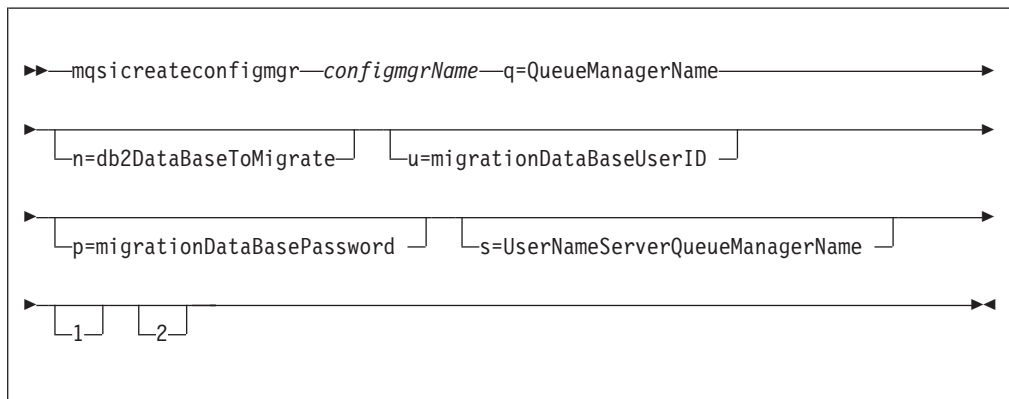 mqsicreateconfigmgr configmgrName q=QueueManagerName
n=db2DataBaseToMigrate u=migrationDataBaseUserID
p=migrationDataBasePassword s=UserNameServerQueueManagerName
1 2